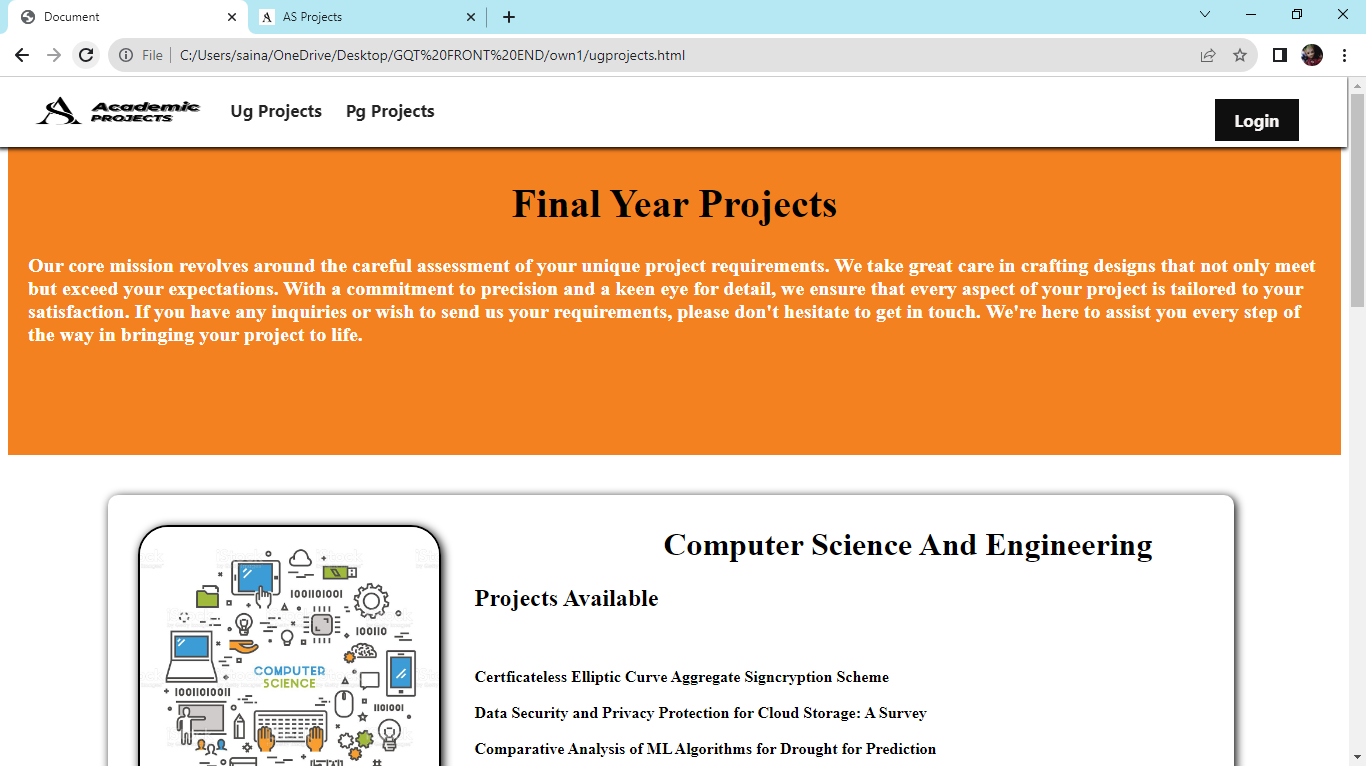 Document
AS Projects
File
C:/Users/saina/OneDrive/Desktop/GQT%20FRONT%20END/own1/ugprojects.html
Academic
PROJECTS
Ug Projects
Pg Projects
Login
Final Year Projects
Our core mission revolves around the careful assessment of your unique project requirements. We take great care in crafting designs that not only meet
but exceed your expectations. With a commitment to precision and a keen eye for detail, we ensure that every aspect of your project is tailored to your
satisfaction. If you have any inquiries or wish to send us your requirements, please don't hesitate to get in touch. We're here to assist you every step of
the way in bringing your project to life.
Computer Science And Engineering
Projects Available
Certficateless Elliptic Curve Aggregate Signcryption Scheme
Data Security and Privacy Protection for Cloud Storage: A Survey
Comparative Analysis of ML Algorithms for Drought for Prediction
1001101001
100110
COMPUTER
SCIENCE
1001101001I
1101001